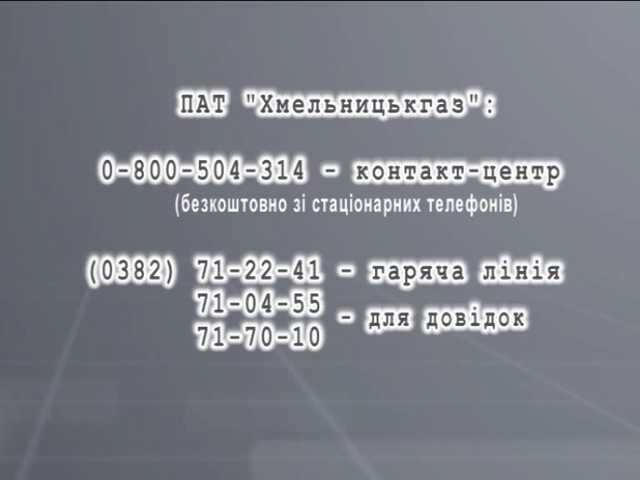 ПАТ "Хмельницькгаз":
0-800-504-314 - контакт-центр
(безкоштовно зі стаціонарних телефонів)
(0382) 71-22-41 - гаряча лінія
71-04-55
71-70-10 - для довідок